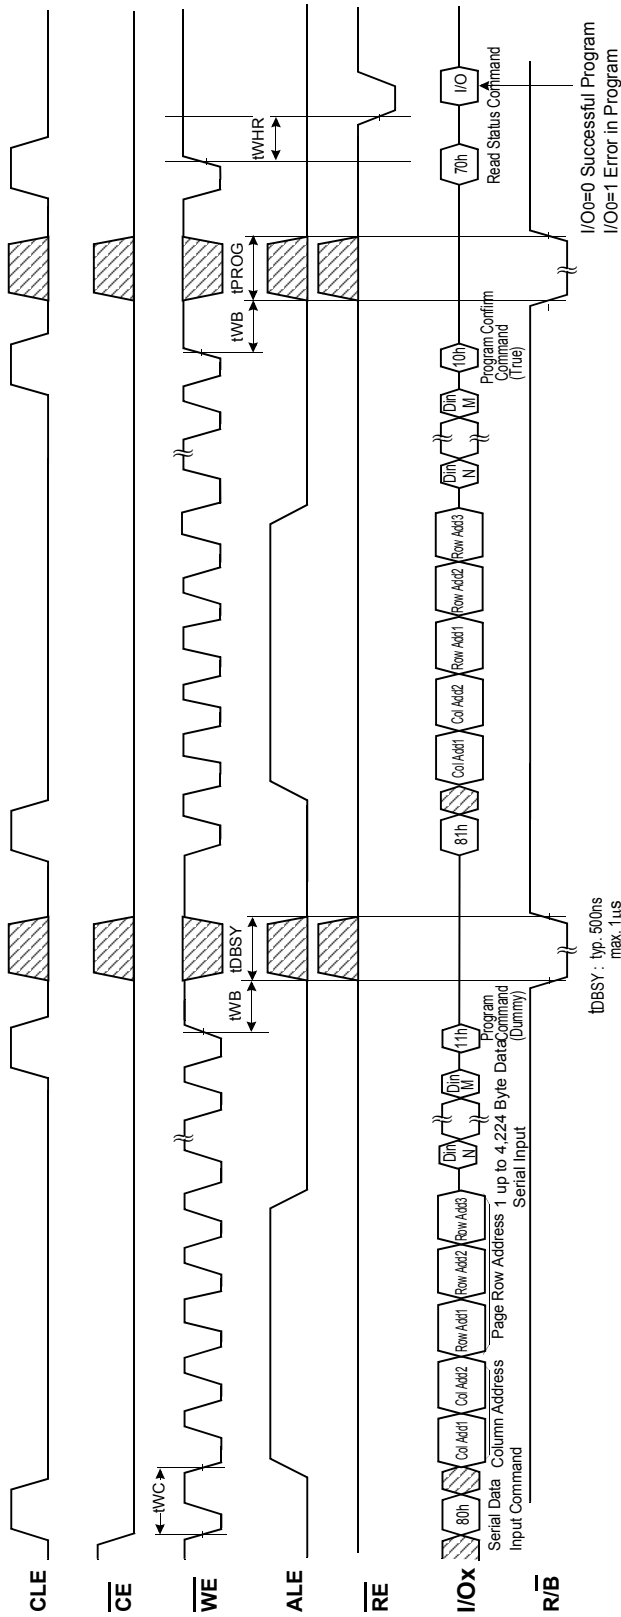 CLE
CE
WE
tWC
tWB
tDBSY
tWB
tPROG
tWHR
ALE
RE
I/Ox
80h
Col Add1
Col Add2
Row Add1
Row Add2
Row Add3
Din
N
Din
M
11h
81h
Col Add1
Col Add2
Row Add1
Row Add2
Row Add3
Din
N
Din
M
10h
70h
I/O
Serial Data
Input Command
Column Address
Page Row Address
1 up to 4,224 Byte Data
Serial Input
Program
Command
(Dummy)
Program Confirm
Command
(True)
Read Status Command
R/B
tDBSY : typ. 500ns
max. 1µs
I/O0=0 Successful Program
I/O0=1 Error in Program